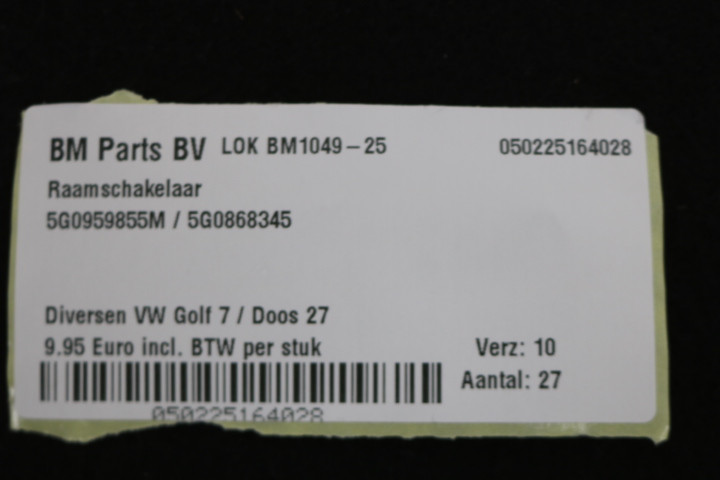 BM Parts BV LOK BM1049-25 050225164028
Raamschakelaar
5G0959855M / 5G0868345
Diversen VW Golf 7 / Doos 27
9.95 Euro incl. BTW per stuk Verz: 10
Aantal: 27
050225164028